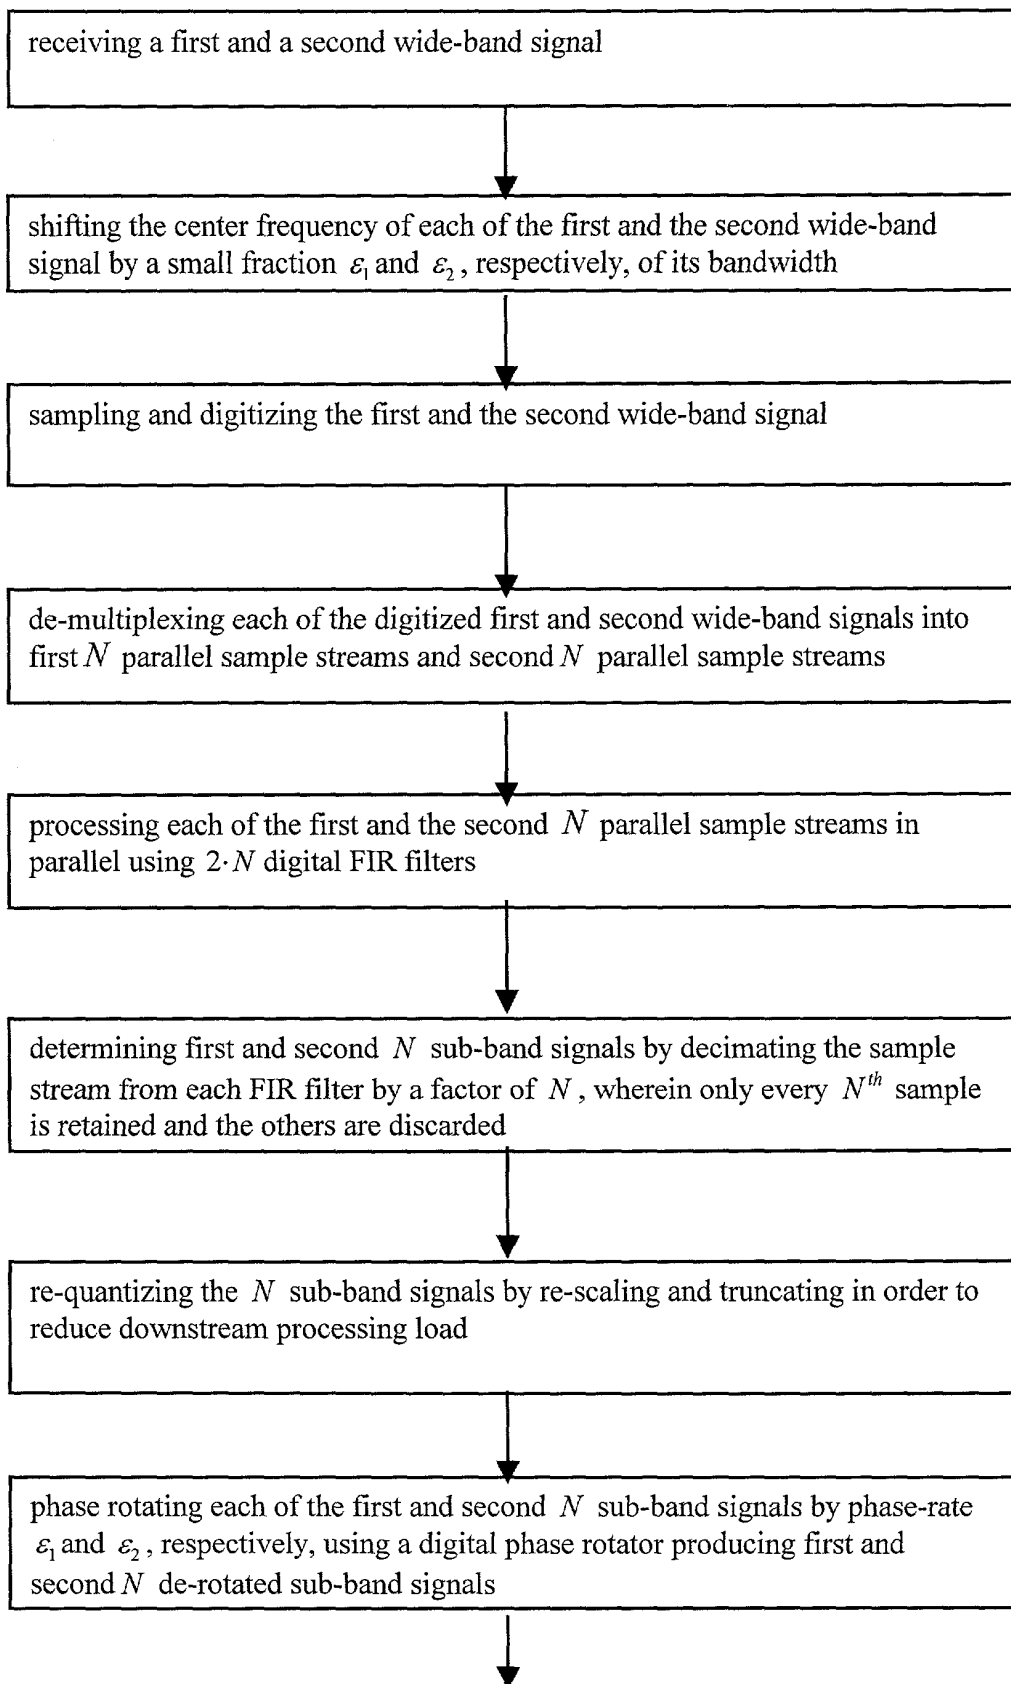 receiving a first and a second wide-band signal
shifting the center frequency of each of the first and the second wide-band
signal by a small fraction ε₁ and ε₂, respectively, of its bandwidth
sampling and digitizing the first and the second wide-band signal
de-multiplexing each of the digitized first and second wide-band signals into
first N parallel sample streams and second N parallel sample streams
processing each of the first and the second N parallel sample streams in
parallel using 2·N digital FIR filters
determining first and second N sub-band signals by decimating the sample
stream from each FIR filter by a factor of N, wherein only every Nᵗʰ sample
is retained and the others are discarded
re-quantizing the N sub-band signals by re-scaling and truncating in order to
reduce downstream processing load
phase rotating each of the first and second N sub-band signals by phase-rate
ε₁ and ε₂, respectively, using a digital phase rotator producing first and
second N de-rotated sub-band signals